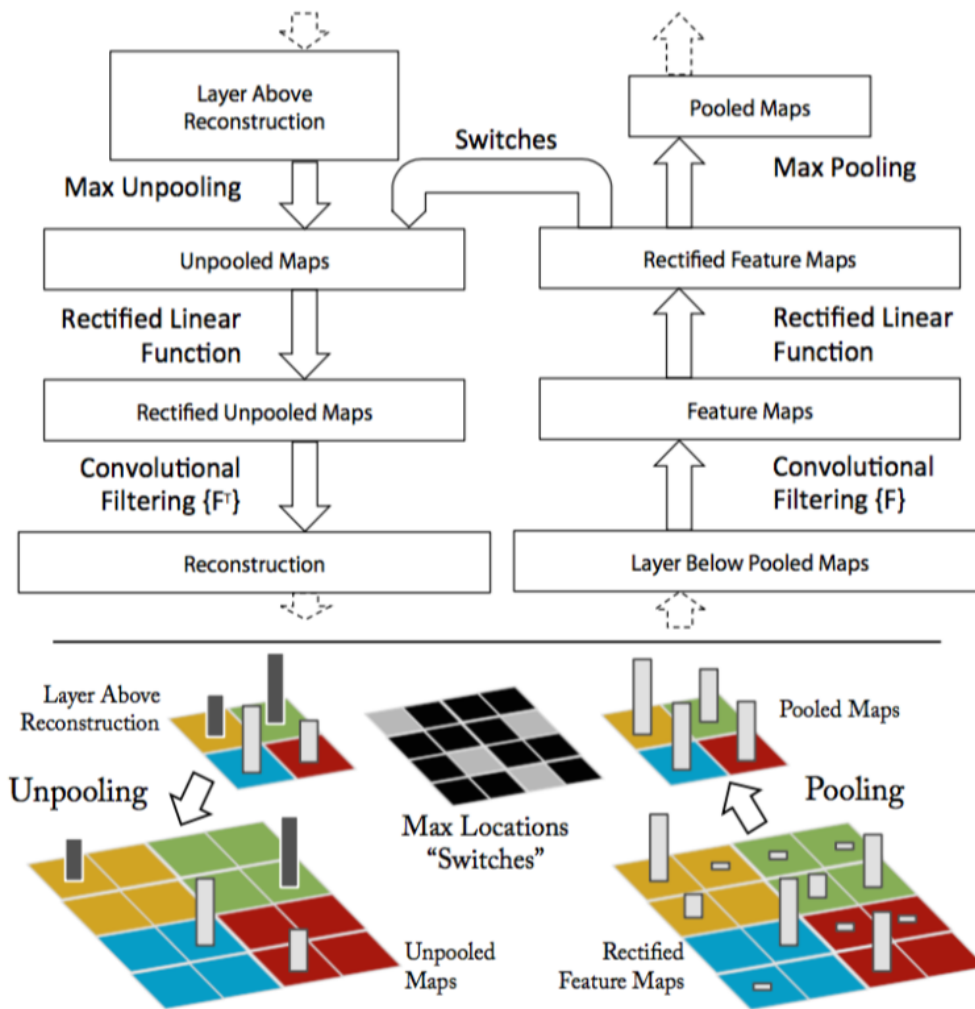 Layer Above
Reconstruction
Pooled Maps
Switches
Max Unpooling
Max Pooling
Unpooled Maps
Rectified Feature Maps
Rectified Linear
Function
Rectified Linear
Function
Rectified Unpooled Maps
Feature Maps
Convolutional
Filtering {Fᵀ}
Convolutional
Filtering {F}
Reconstruction
Layer Below Pooled Maps
Layer Above
Reconstruction
Pooled Maps
Unpooling
Pooling
Max Locations
“Switches”
Unpooled
Maps
Rectified
Feature Maps